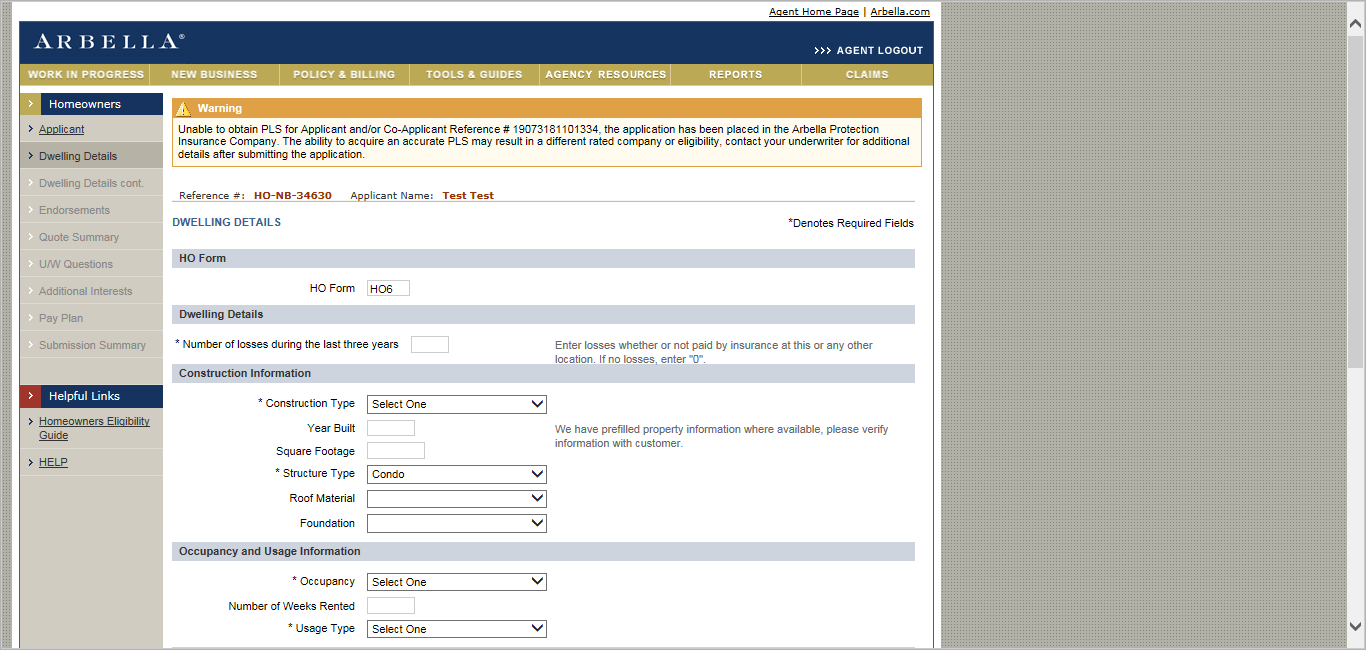 Agent Home Page | Arbella.com
ARBELLA®
>>> AGENT LOGOUT
WORK IN PROGRESS NEW BUSINESS POLICY & BILLING TOOLS & GUIDES AGENCY RESOURCES REPORTS CLAIMS
Homeowners
Applicant
Dwelling Details
Dwelling Details cont.
Endorsements
Quote Summary
U/W Questions
Additional Interests
Pay Plan
Submission Summary
Helpful Links
Homeowners Eligibility
Guide
HELP
Warning
Unable to obtain PLS for Applicant and/or Co-Applicant Reference # 19073181101334, the application has been placed in the Arbella Protection
Insurance Company. The ability to acquire an accurate PLS may result in a different rated company or eligibility, contact your underwriter for additional
details after submitting the application.
Reference #: HO-NB-34630 Applicant Name: Test Test
DWELLING DETAILS
*Denotes Required Fields
HO Form
HO Form HO6
Dwelling Details
* Number of losses during the last three years
Enter losses whether or not paid by insurance at this or any other
location. If no losses, enter "0".
Construction Information
* Construction Type Select One
Year Built
We have prefilled property information where available, please verify
information with customer.
Square Footage
* Structure Type Condo
Roof Material
Foundation
Occupancy and Usage Information
* Occupancy Select One
Number of Weeks Rented
* Usage Type Select One